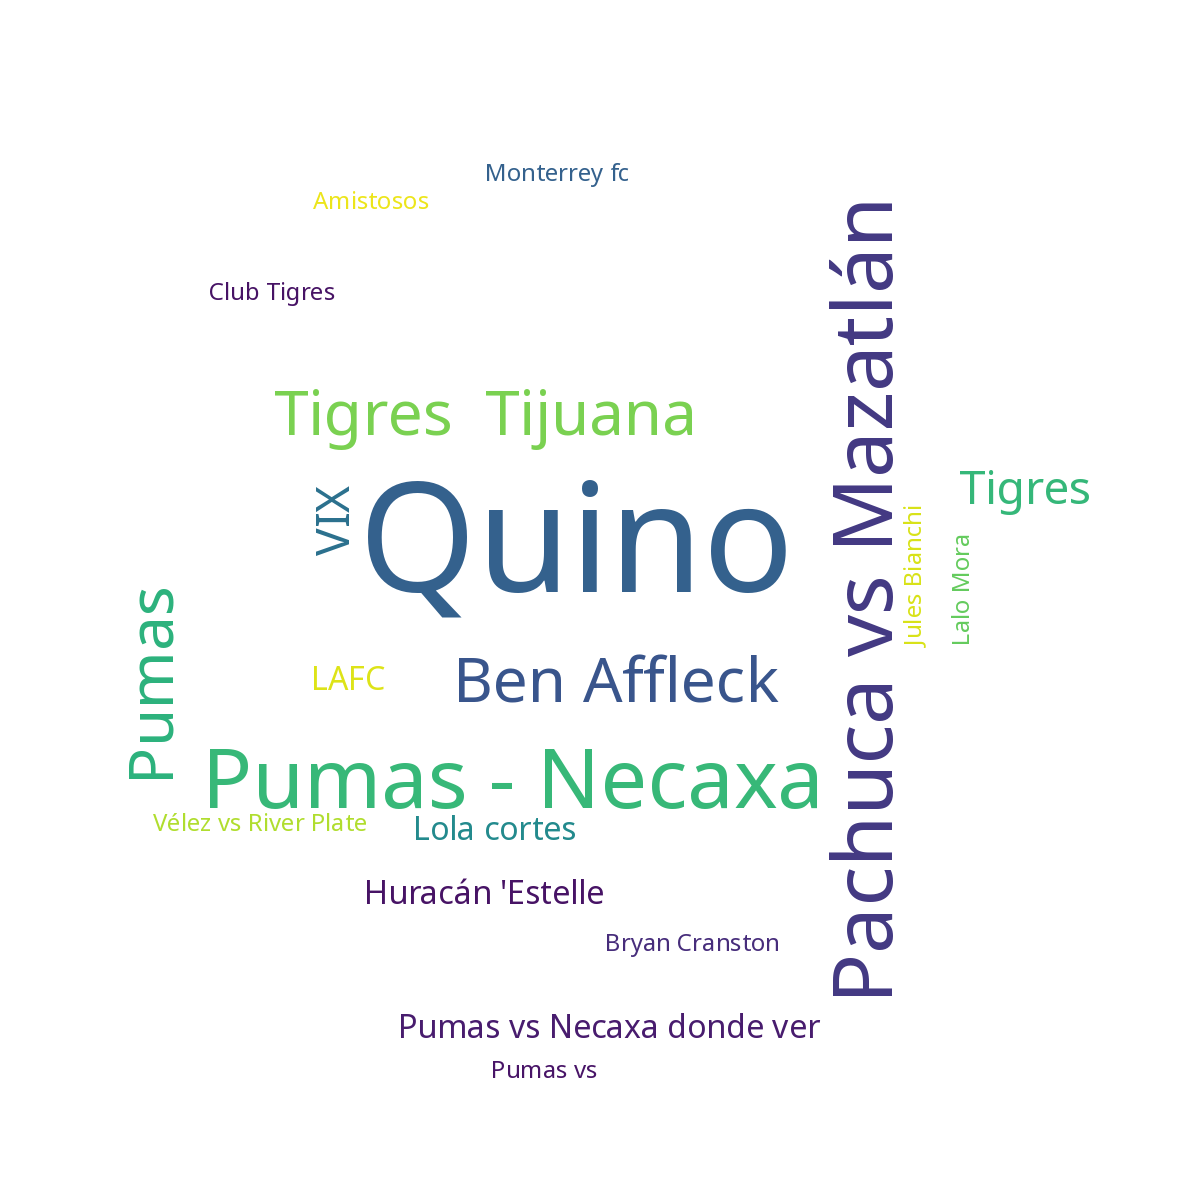 Monterrey fc
Amistosos
Club Tigres
Pachuca vs Mazatlán
Tigres Tijuana
Tigres
VIX
Quino
Jules Bianchi
Lalo Mora
Pumas
LAFC
Ben Affleck
Pumas - Necaxa
Vélez vs River Plate
Lola cortes
Huracán 'Estelle
Bryan Cranston
Pumas vs Necaxa donde ver
Pumas vs